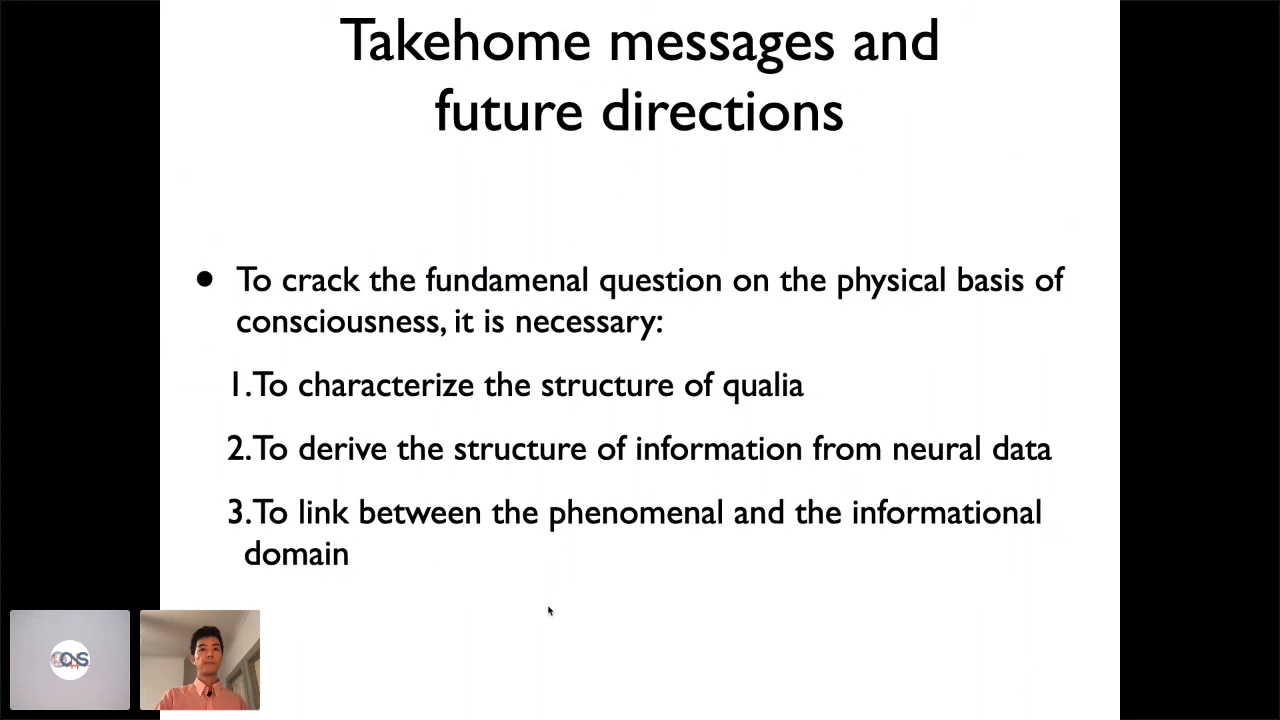 Takehome messages and
future directions
• To crack the fundamenal question on the physical basis of
consciousness, it is necessary:
1.To characterize the structure of qualia
2.To derive the structure of information from neural data
3.To link between the phenomenal and the informational
domain